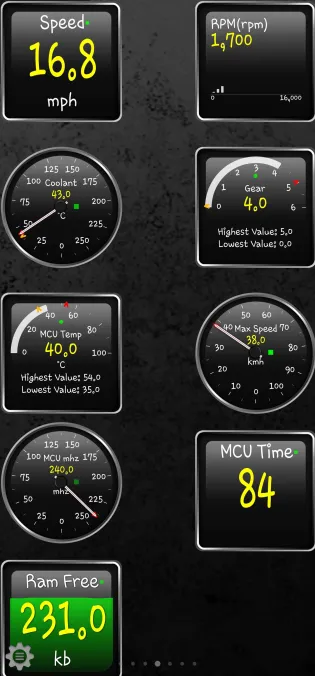 Speed
16.8
mph
RPM(rpm)
1,700
0 16,000
125 150
100 Coolant 175
43.0
75 200
°C
50 225
25 0 250
3
2 4
1 Gear 5
4.0
0 6
Highest Value: 5.0
Lowest Value: 0.0
40 60
20 MCU Temp 80
40.0
0 100
°C
Highest Value: 54.0
Lowest Value: 35.0
50 60
40 Max Speed 70
38.0
30 80
kmh
20 90
10 0 100
125 150
100 MCU mhz 175
240.0
75 200
mhz
50 225
25 0 250
MCU Time
84
Ram Free
231.0
kb